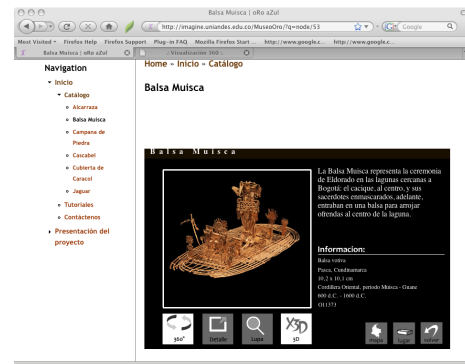 Balsa Muisca | oRo aZul
http://imagine.uniandes.edu.co/MuseoOro/?q=node/53
Google
Most Visited Firefox Help Firefox Support Plug-in FAQ Mozilla Firefox Start ... http://www.google.c... http://www.google.c...
Balsa Muisca | oRo aZul
.: Visualización 360 :.
Navigation
Inicio
Catálogo
Alcarraza
Balsa Muisca
Campana de
Piedra
Cascabel
Cubierta de
Caracol
Jaguar
Tutoriales
Contáctenos
Presentación del
proyecto
Home » Inicio » Catálogo
Balsa Muisca
Balsa Muisca
La Balsa Muisca representa la ceremonia
de Eldorado en las lagunas cercanas a
Bogotá: el cacique, al centro, y sus
sacerdotes enmascarados, adelante,
entraban en una balsa para arrojar
ofrendas al centro de la laguna.
Informacion:
Balsa votiva
Pasca, Cundinamarca
10,2 x 10,1 cm
Cordillera Oriental, periodo Muisca - Guane
600 d.C. - 1600 d.C.
O11373
360°
Detalle
Lupa
X3D
3D
mapa
lugar
volver